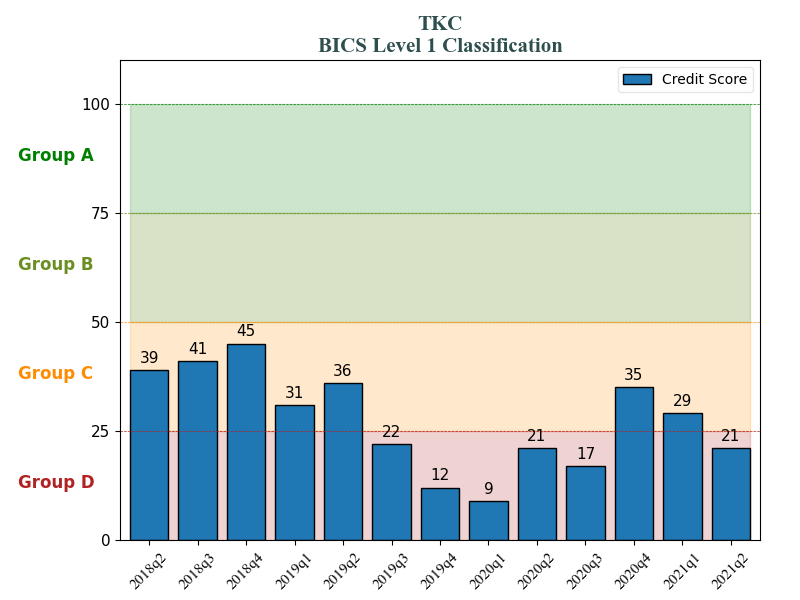 TKC
BICS Level 1 Classification
Credit Score
100
Group A
75
Group B
50
Group C
25
Group D
0
39
41
45
31
36
22
12
9
21
17
35
29
21
2018q2
2018q3
2018q4
2019q1
2019q2
2019q3
2019q4
2020q1
2020q2
2020q3
2020q4
2021q1
2021q2